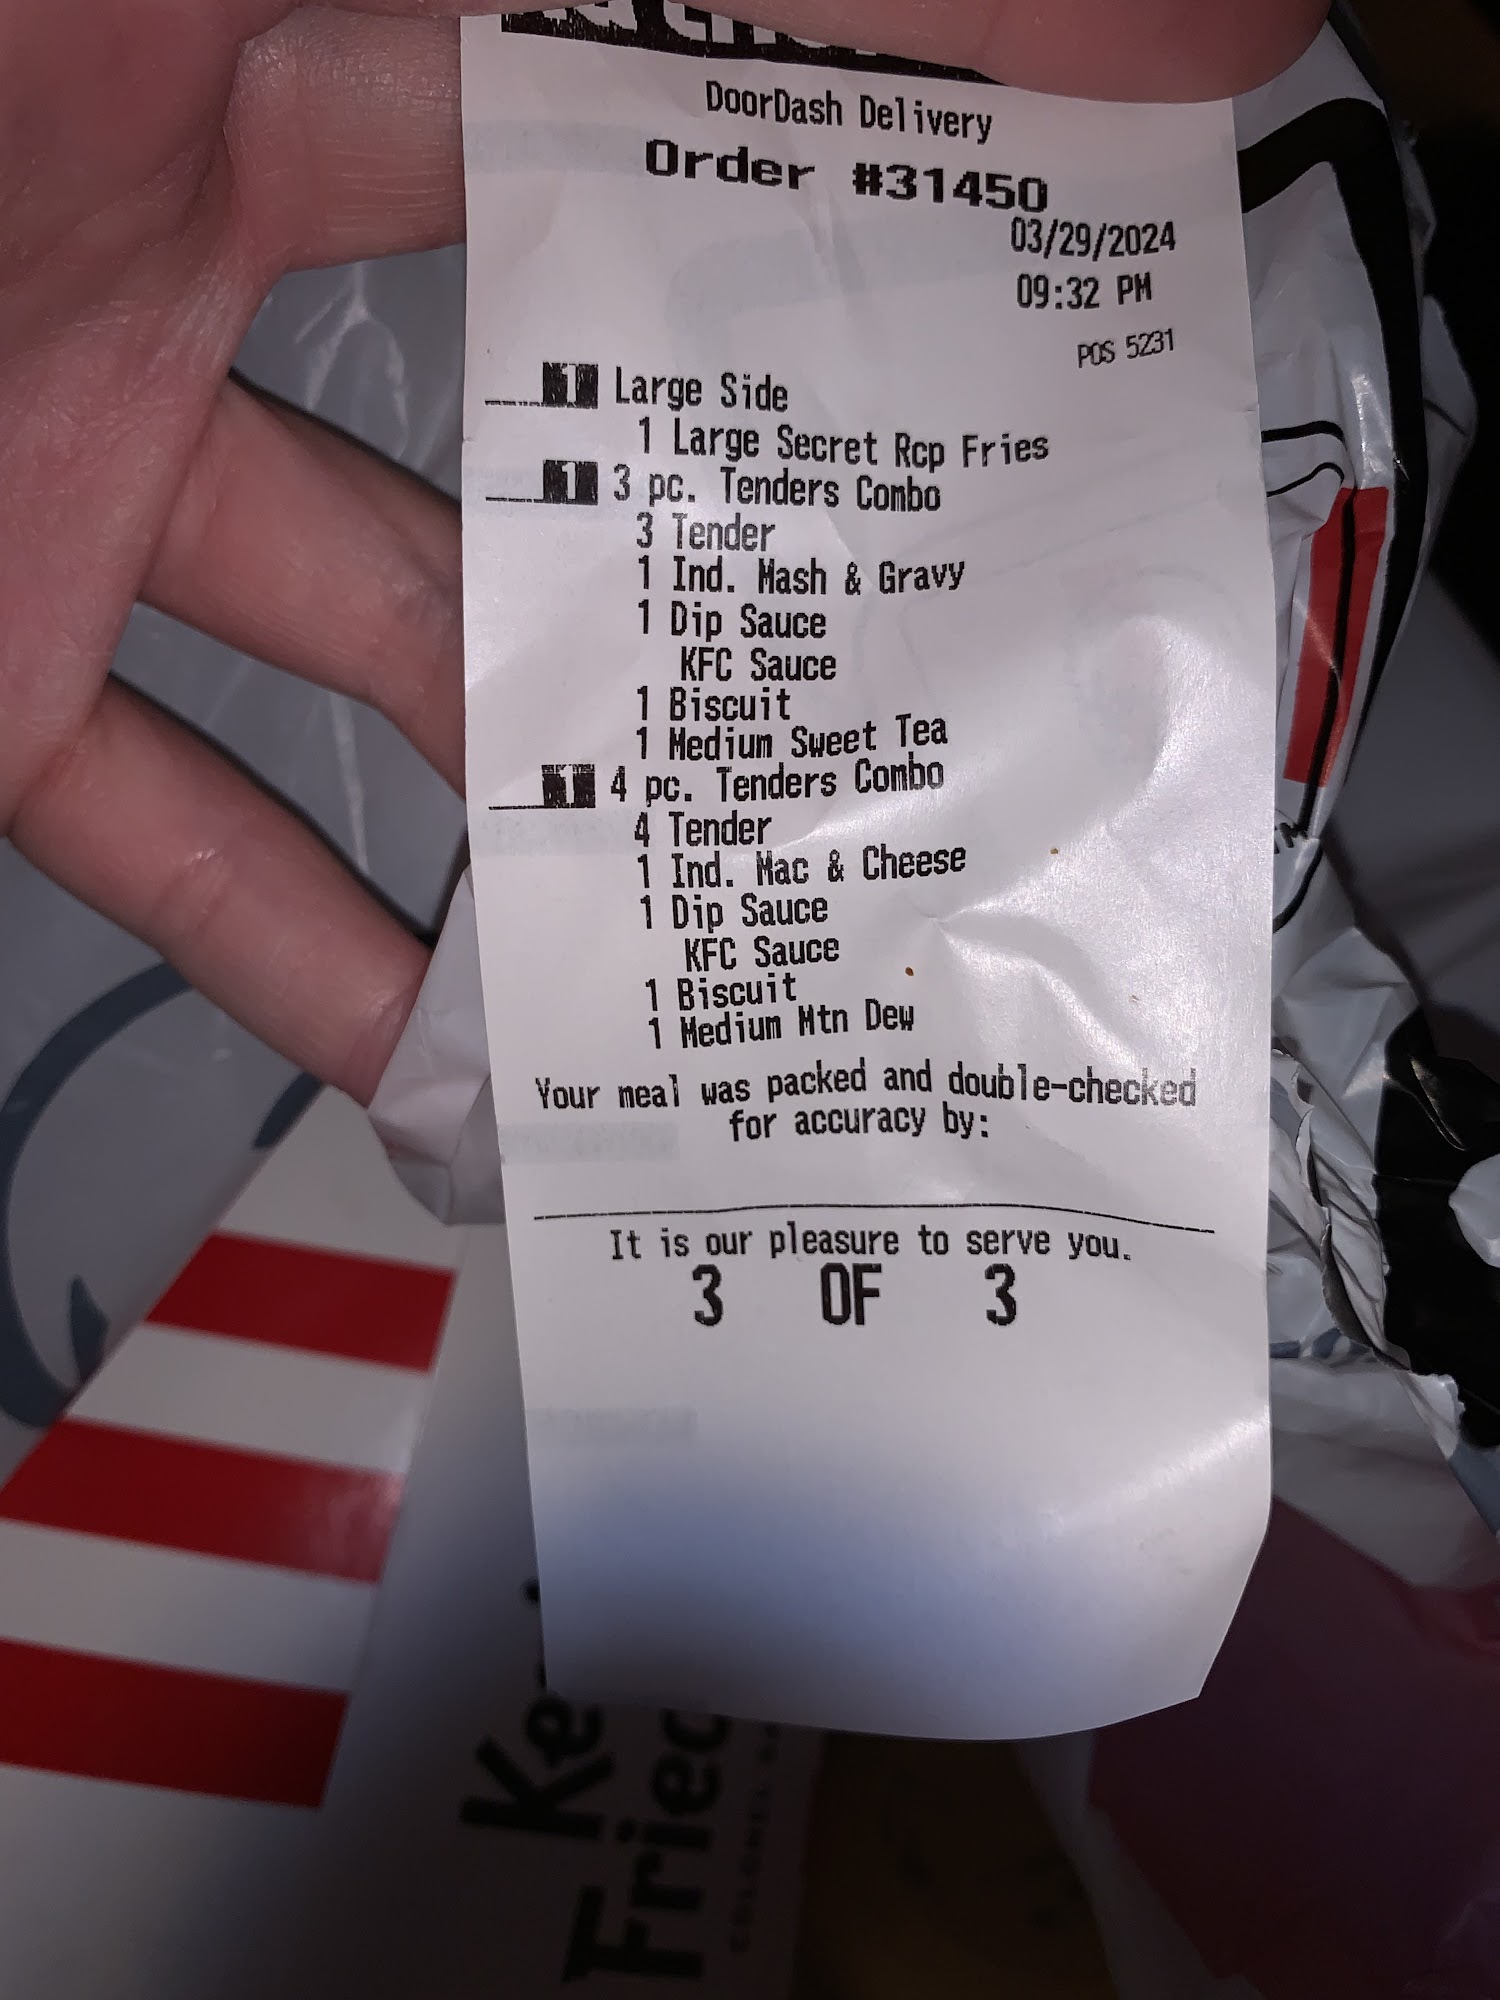 DoorDash Delivery
Order #31450
03/29/2024
09:32 PM
POS 5231
1 Large Side
1 Large Secret Rcp Fries
1 3 pc. Tenders Combo
3 Tender
1 Ind. Mash & Gravy
1 Dip Sauce
KFC Sauce
1 Biscuit
1 Medium Sweet Tea
1 4 pc. Tenders Combo
4 Tender
1 Ind. Mac & Cheese
1 Dip Sauce
KFC Sauce
1 Biscuit
1 Medium Mtn Dew
Your meal was packed and double-checked
for accuracy by:
It is our pleasure to serve you.
3 OF 3
TM